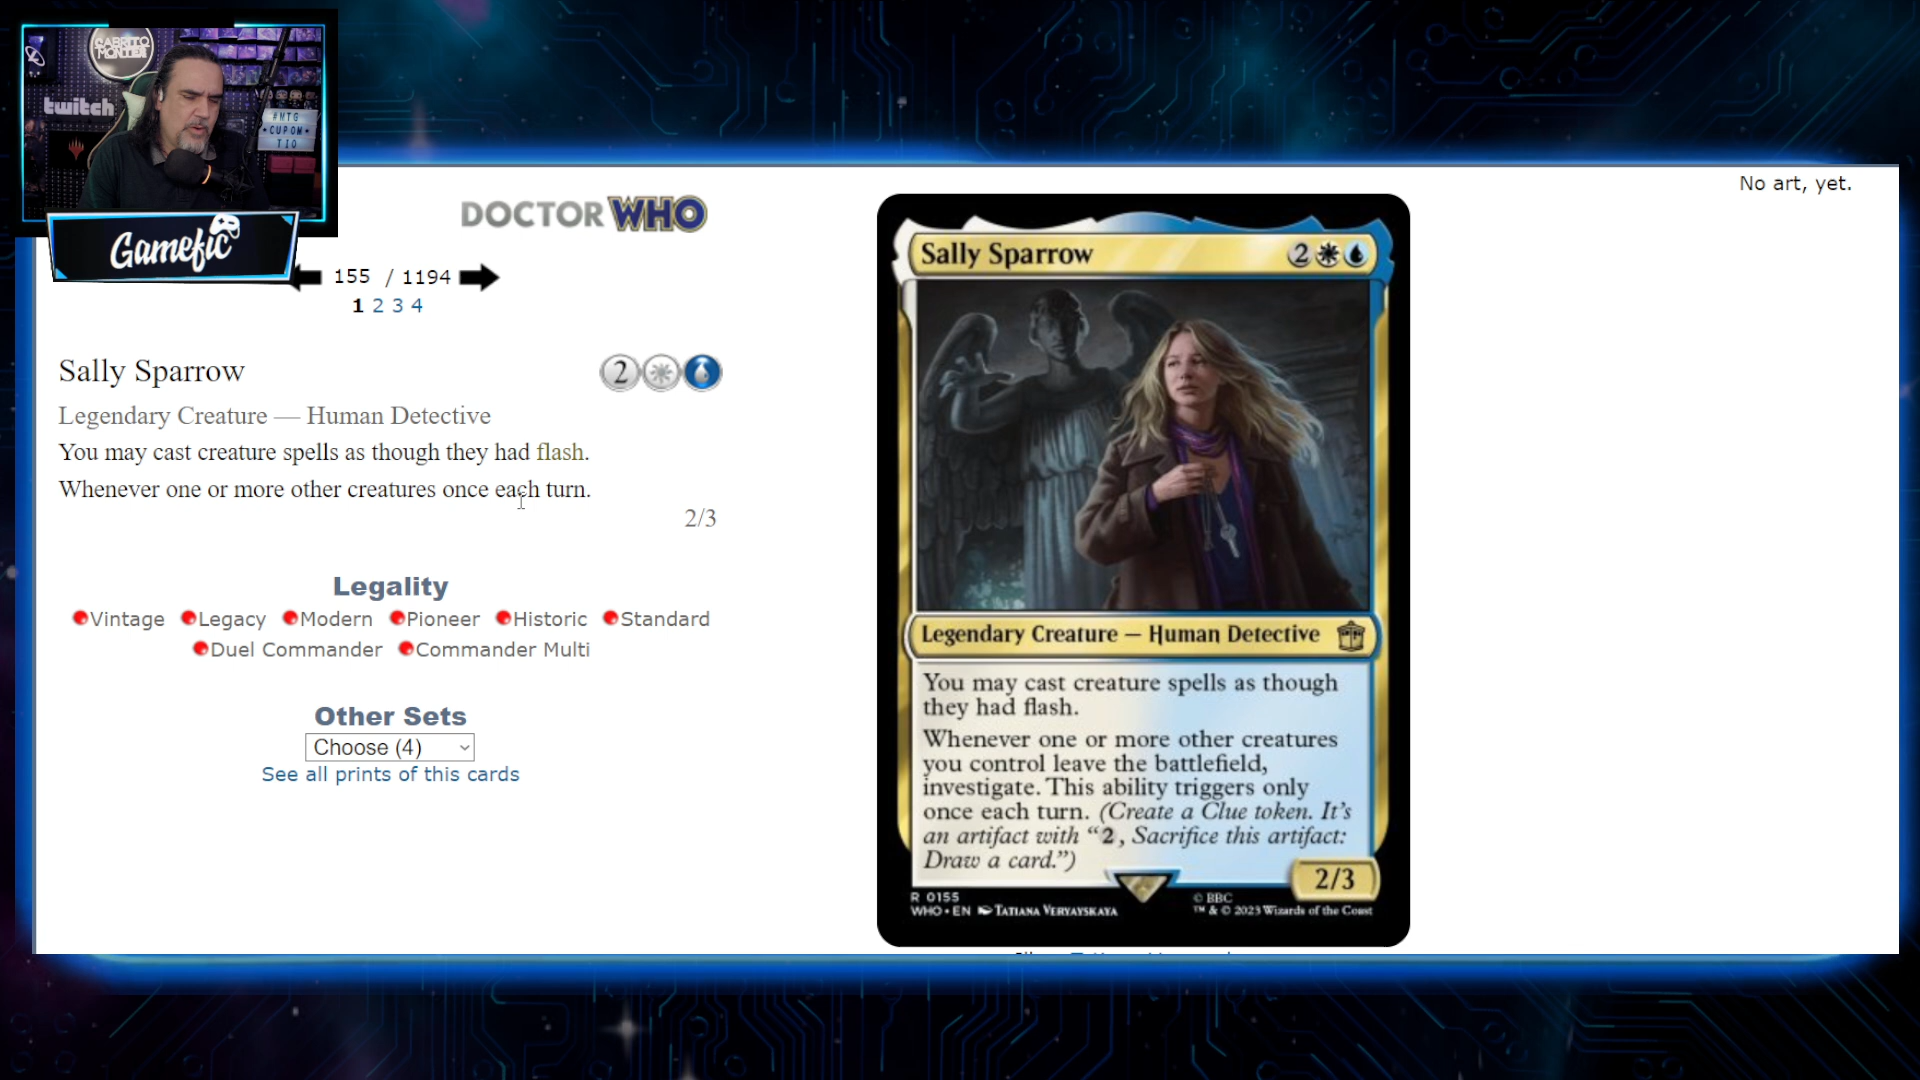 CABRITO
MONTES
twitch
#MTG
•CUPOM•
TIO
Gamefic
DOCTOR WHO
155 / 1194
1 2 3 4
No art, yet.
Sally Sparrow 2
Legendary Creature — Human Detective
You may cast creature spells as though they had flash.
Whenever one or more other creatures once each turn.
2/3
Legality
Vintage Legacy Modern Pioneer Historic Standard
Duel Commander Commander Multi
Other Sets
Choose (4)
See all prints of this cards
Sally Sparrow 2
Legendary Creature — Human Detective
You may cast creature spells as though
they had flash.
Whenever one or more other creatures
you control leave the battlefield,
investigate. This ability triggers only
once each turn. (Create a Clue token. It's
an artifact with “2, Sacrifice this artifact:
Draw a card.”)
2/3
R 0155
WHO • EN Tatiana Veryayskaya
© BBC
™ & © 2023 Wizards of the Coast